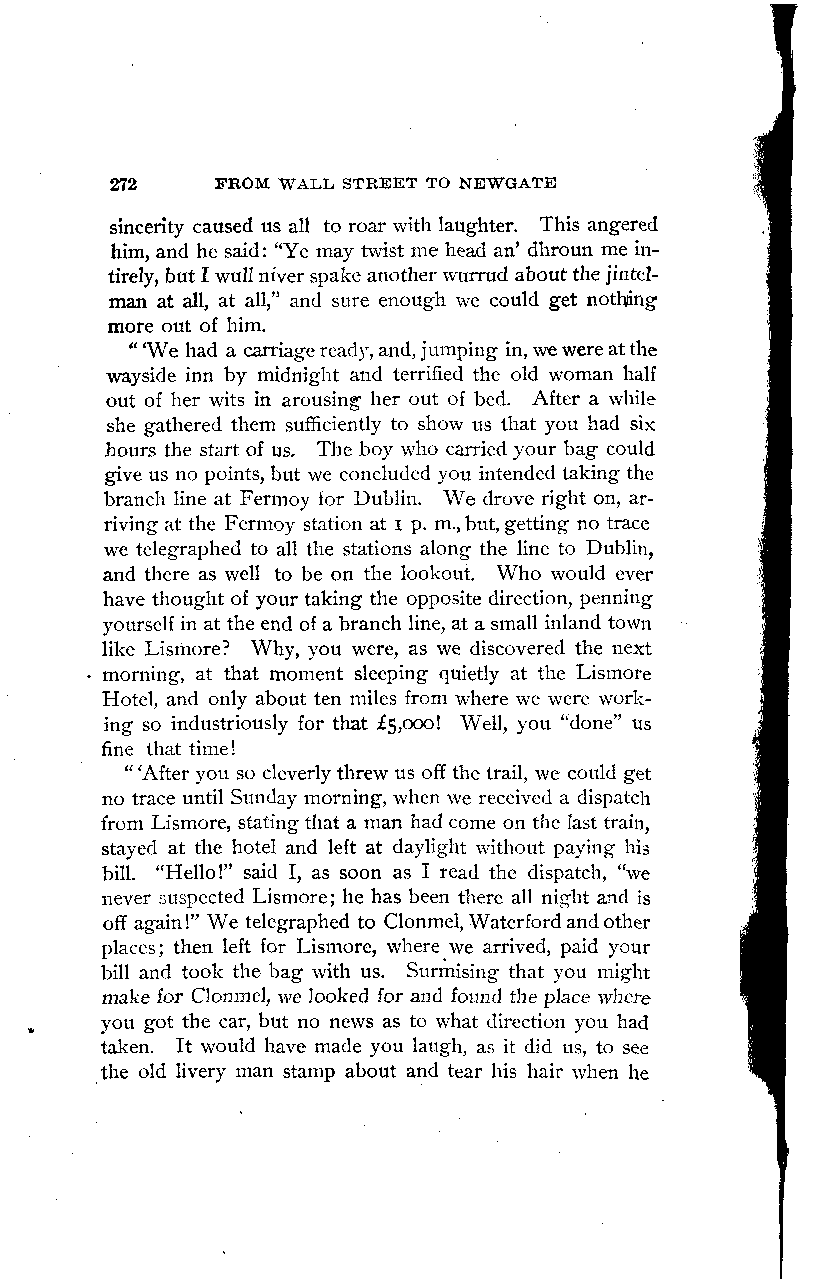 272 FROM WALL STREET TO NEWGATE
sincerity caused us all to roar with laughter. This angered
him, and he said: "Ye may twist me head an' dhroun me in-
tirely, but I wull niver spake another wurrud about the jintel-
man at all, at all," and sure enough we could get nothing
more out of him.
"'We had a carriage ready, and, jumping in, we were at the
wayside inn by midnight and terrified the old woman half
out of her wits in arousing her out of bed. After a while
she gathered them sufficiently to show us that you had six
hours the start of us. The boy who carried your bag could
give us no points, but we concluded you intended taking the
branch line at Fermoy for Dublin. We drove right on, ar-
riving at the Fermoy station at 1 p. m., but, getting no trace
we telegraphed to all the stations along the line to Dublin,
and there as well to be on the lookout. Who would ever
have thought of your taking the opposite direction, penning
yourself in at the end of a branch line, at a small inland town
like Lismore? Why, you were, as we discovered the next
morning, at that moment sleeping quietly at the Lismore
Hotel, and only about ten miles from where we were work-
ing so industriously for that £5,000! Well, you "done" us
fine that time!
"'After you so cleverly threw us off the trail, we could get
no trace until Sunday morning, when we received a dispatch
from Lismore, stating that a man had come on the last train,
stayed at the hotel and left at daylight without paying his
bill. "Hello!" said I, as soon as I read the dispatch, "we
never suspected Lismore; he has been there all night and is
off again!" We telegraphed to Clonmel, Waterford and other
places; then left for Lismore, where we arrived, paid your
bill and took the bag with us. Surmising that you might
make for Clonmel, we looked for and found the place where
you got the car, but no news as to what direction you had
taken. It would have made you laugh, as it did us, to see
the old livery man stamp about and tear his hair when he